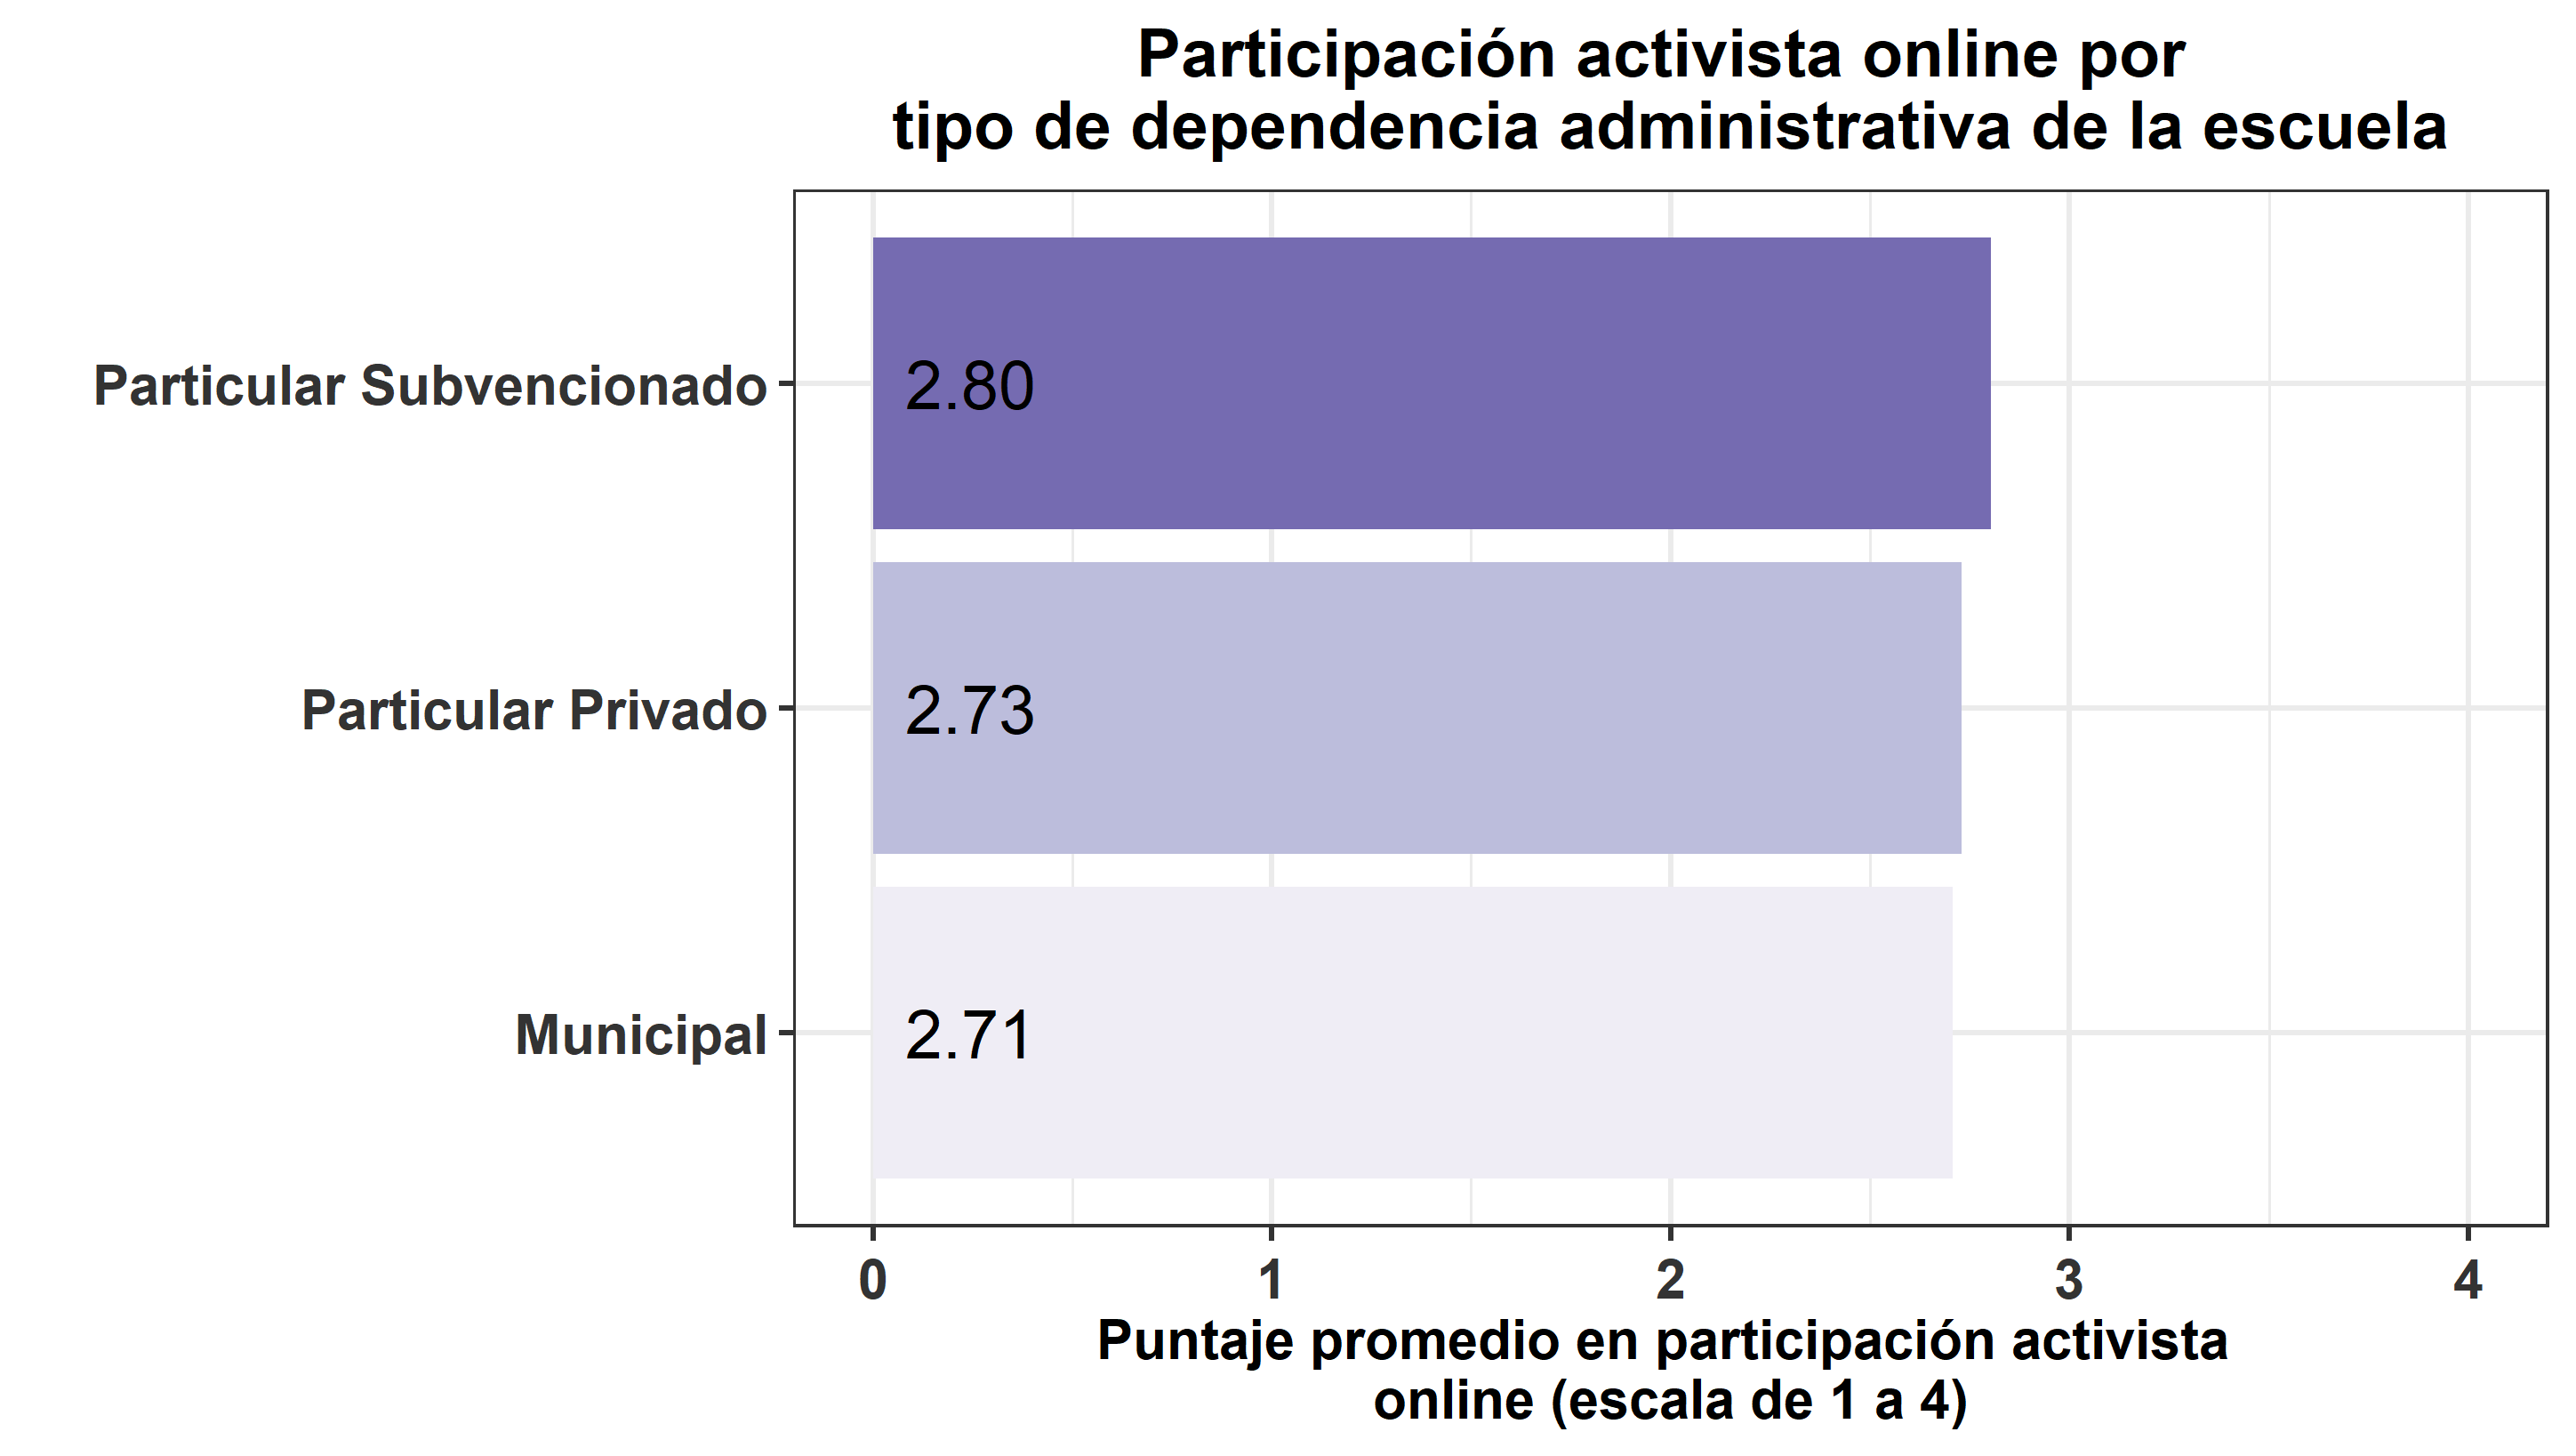 Participación activista online por
tipo de dependencia administrativa de la escuela
Particular Subvencionado
2.80
Particular Privado
2.73
Municipal
2.71
0 1 2 3 4
Puntaje promedio en participación activista
online (escala de 1 a 4)